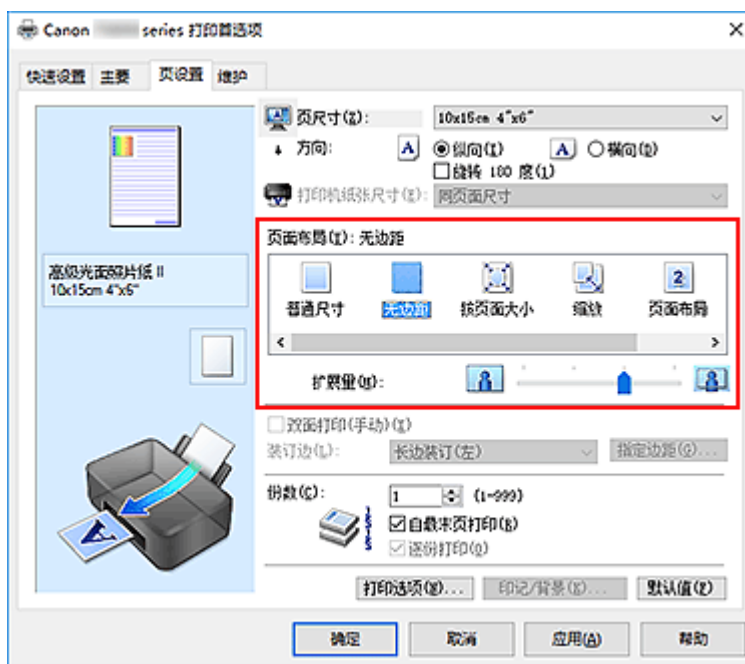 Canon series 打印首选项
快速设置 主要 页设置 维护
高级光面照片纸 II
10x15cm 4"x6"
页尺寸(Z): 10x15cm 4"x6"
方向: A 纵向(T) A 横向(D)
旋转 180 度(1)
打印机纸张尺寸(E): 同页面尺寸
页面布局(I): 无边距
普通尺寸 无边距 按页面大小 缩放 页面布局
扩展量(M):
双面打印(手动)(X)
装订边(L): 长边装订(左) 指定边距(G)...
份数(C): 1 (1-999)
自最末页打印(R)
逐份打印(O)
打印选项(N)... 印记/背景(S)... 默认值(F)
确定 取消 应用(A) 帮助